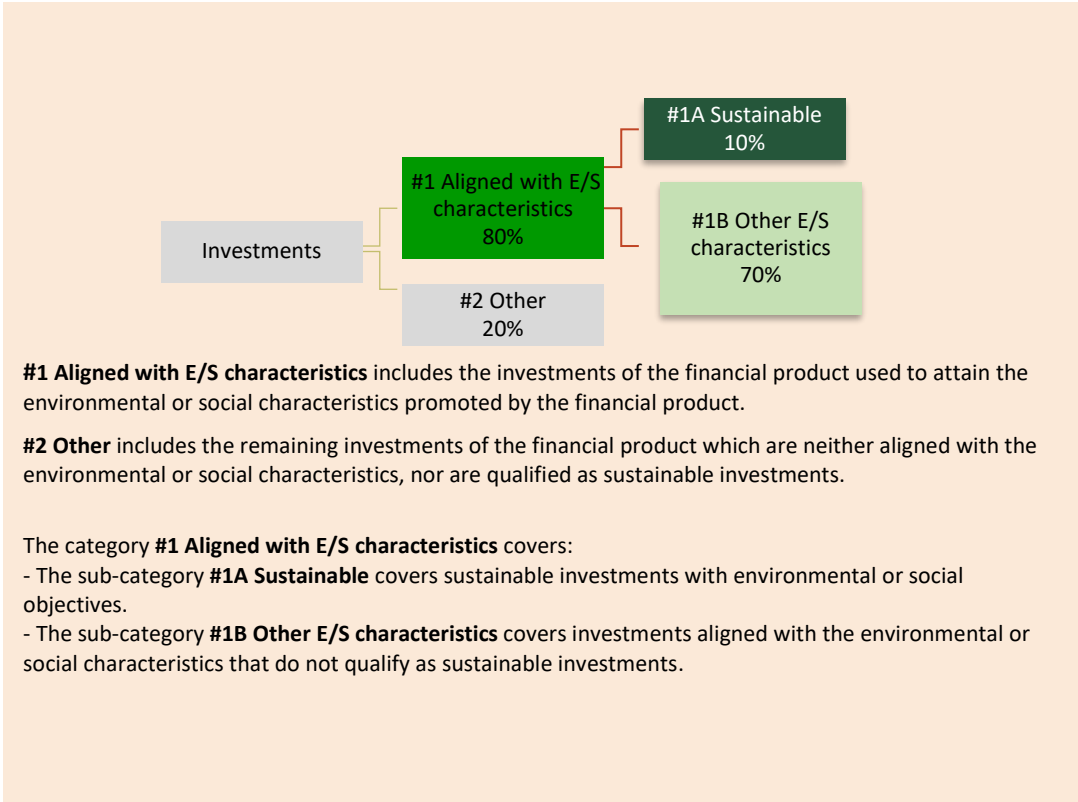 #1A Sustainable
10%
#1 Aligned with E/S
characteristics
80%
#1B Other E/S
characteristics
70%
Investments
#2 Other
20%
#1 Aligned with E/S characteristics includes the investments of the financial product used to attain the
environmental or social characteristics promoted by the financial product.
#2 Other includes the remaining investments of the financial product which are neither aligned with the
environmental or social characteristics, nor are qualified as sustainable investments.
The category #1 Aligned with E/S characteristics covers:
- The sub-category #1A Sustainable covers sustainable investments with environmental or social
objectives.
- The sub-category #1B Other E/S characteristics covers investments aligned with the environmental or
social characteristics that do not qualify as sustainable investments.